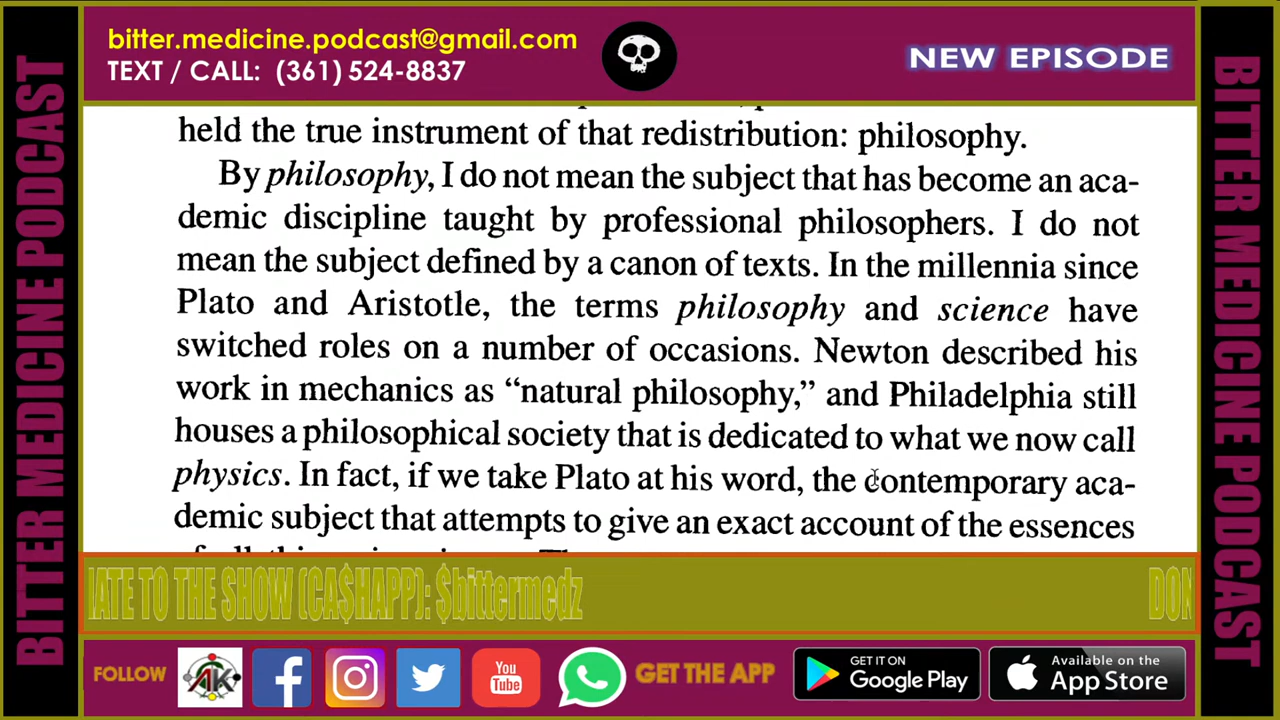 bitter.medicine.podcast@gmail.com
TEXT / CALL: (361) 524-8837
NEW EPISODE
BITTER MEDICINE PODCAST
held the true instrument of that redistribution: philosophy.
By philosophy, I do not mean the subject that has become an aca-
demic discipline taught by professional philosophers. I do not
mean the subject defined by a canon of texts. In the millennia since
Plato and Aristotle, the terms philosophy and science have
switched roles on a number of occasions. Newton described his
work in mechanics as “natural philosophy,” and Philadelphia still
houses a philosophical society that is dedicated to what we now call
physics. In fact, if we take Plato at his word, the contemporary aca-
demic subject that attempts to give an exact account of the essences
BITTER MEDICINE PODCAST
ATE TO THE SHOW (CA$HAPP): $bittermedz
DON
FOLLOW
ATK
You
Tube
GET THE APP
GET IT ON
Google Play
Available on the
App Store